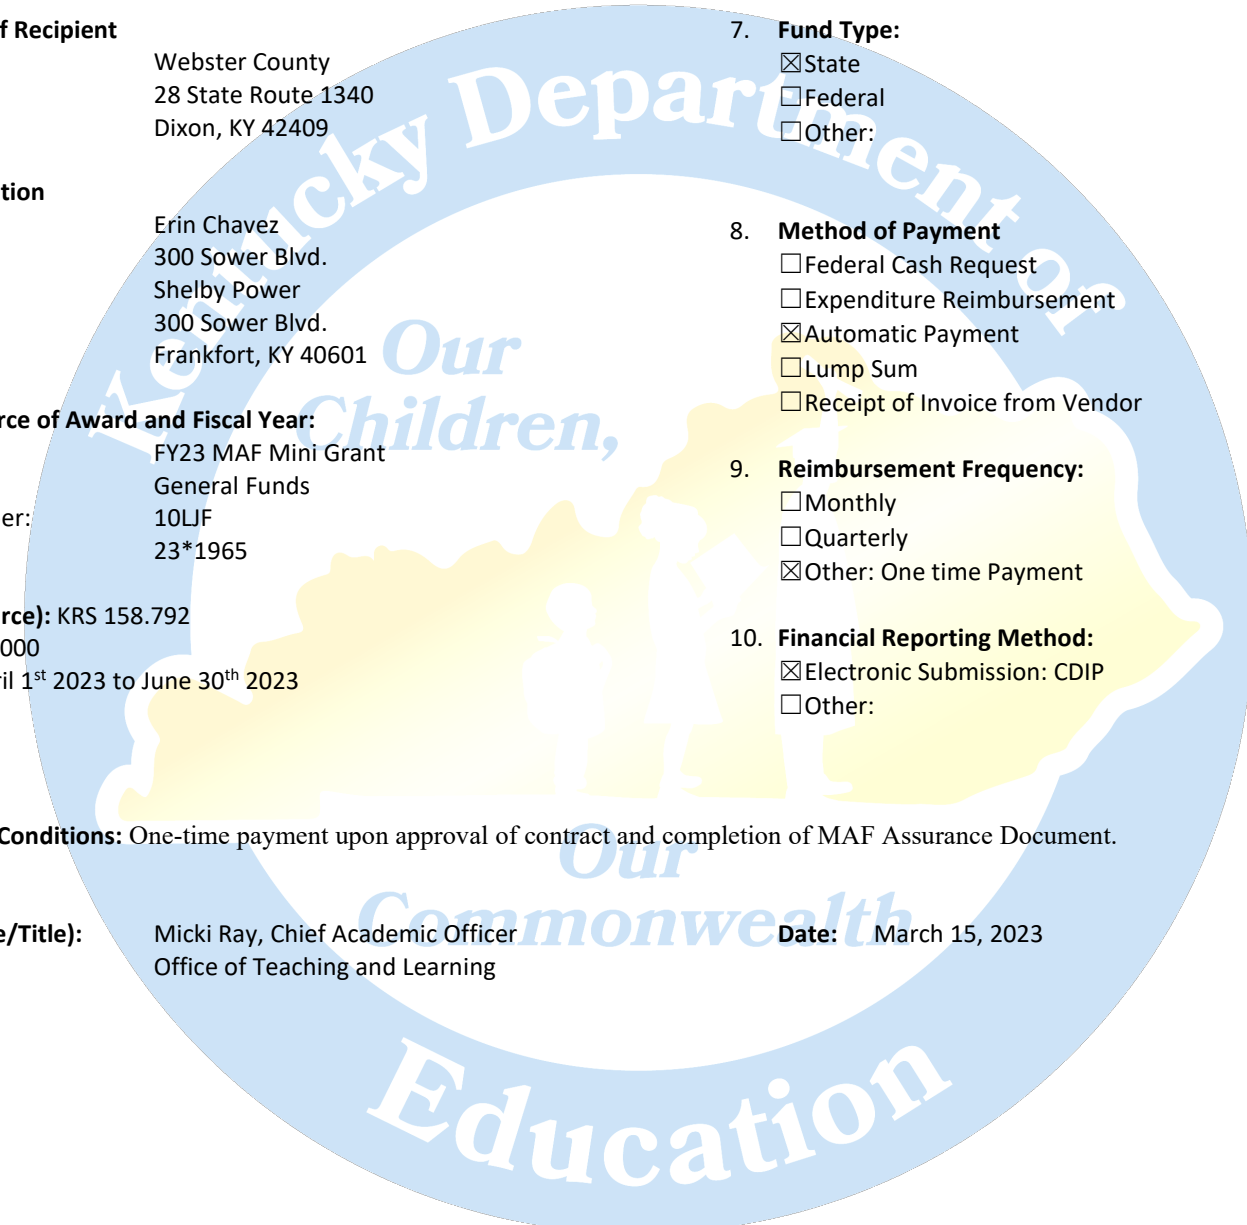 f Recipient
Webster County
28 State Route 1340
Dixon, KY 42409
tion
Erin Chavez
300 Sower Blvd.
Shelby Power
300 Sower Blvd.
Frankfort, KY 40601
rce of Award and Fiscal Year:
FY23 MAF Mini Grant
General Funds
er: 10LJF
23*1965
rce): KRS 158.792
000
ril 1st 2023 to June 30th 2023
7. Fund Type:
☒State
☐Federal
☐Other:
8. Method of Payment
☐Federal Cash Request
☐Expenditure Reimbursement
☒Automatic Payment
☐Lump Sum
☐Receipt of Invoice from Vendor
9. Reimbursement Frequency:
☐Monthly
☐Quarterly
☒Other: One time Payment
10. Financial Reporting Method:
☒Electronic Submission: CDIP
☐Other:
Conditions: One-time payment upon approval of contract and completion of MAF Assurance Document.
e/Title): Micki Ray, Chief Academic Officer Date: March 15, 2023
Office of Teaching and Learning
Kentucky Department of
Education
Our
Children,
Our
Commonwealth